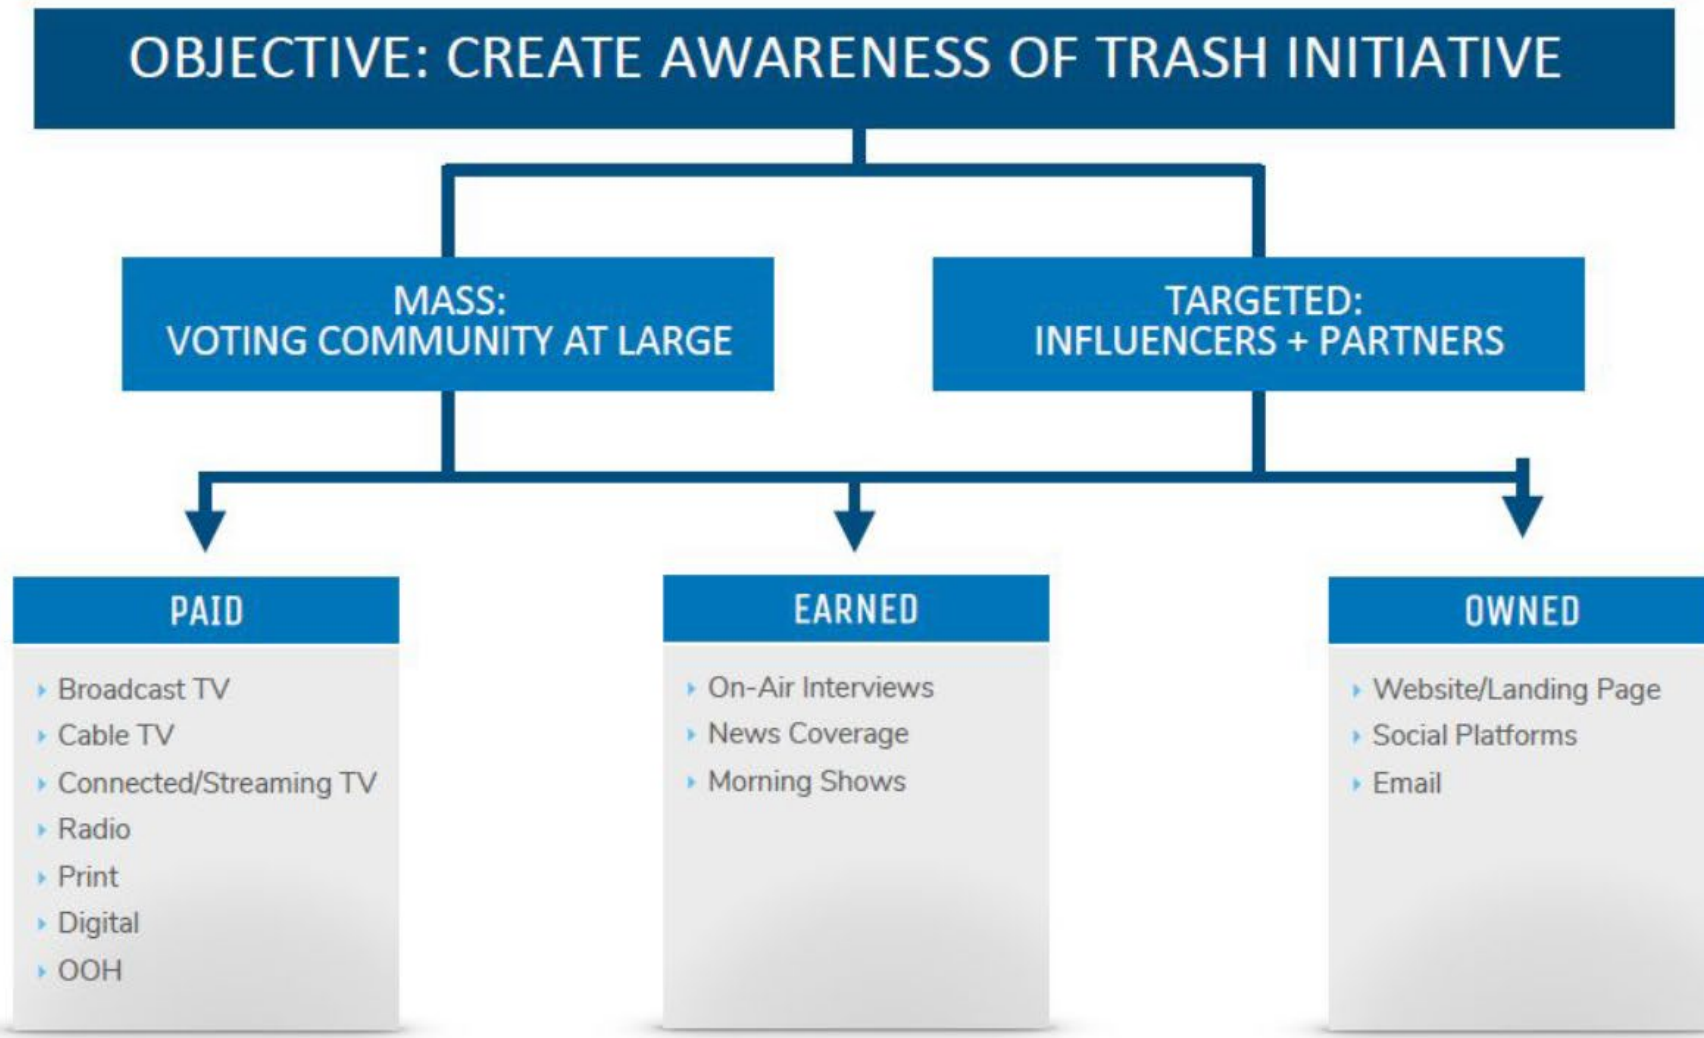 OBJECTIVE: CREATE AWARENESS OF TRASH INITIATIVE
MASS:
VOTING COMMUNITY AT LARGE
TARGETED:
INFLUENCERS + PARTNERS
PAID
Broadcast TV
Cable TV
Connected/Streaming TV
Radio
Print
Digital
OOH
EARNED
On-Air Interviews
News Coverage
Morning Shows
OWNED
Website/Landing Page
Social Platforms
Email